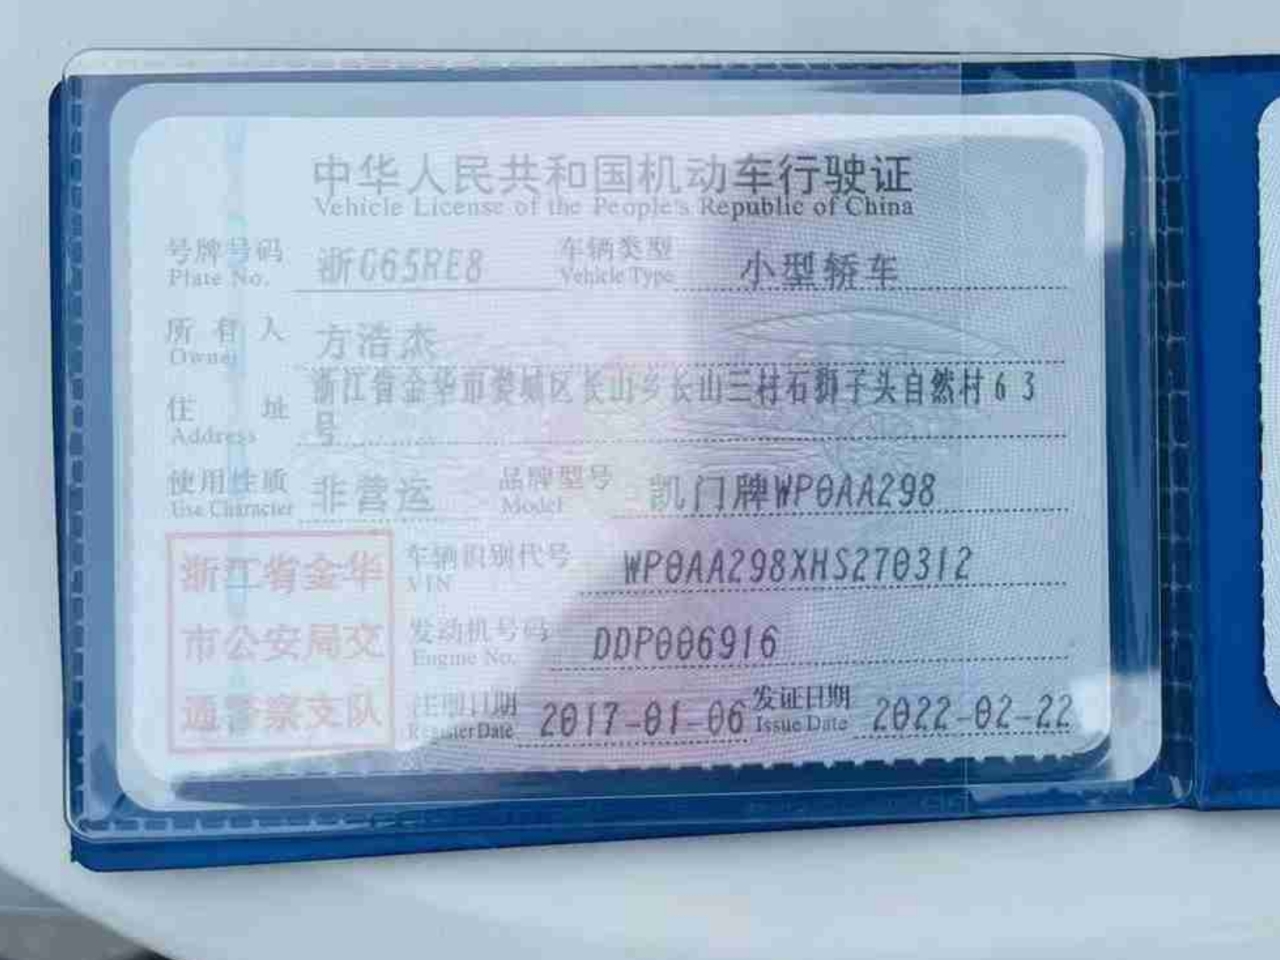 中华人民共和国机动车行驶证
Vehicle License of the People's Republic of China
号牌号码 浙G65RE8 车辆类型 小型轿车
Plate No. Vehicle Type
所有人 方浩杰
Owner
浙江省金华市婺城区长山乡长山三村石狮子头自然村63
住址 号
Address
使用性质 非营运 品牌型号 凯门牌WP0AA298
Use Character Model
浙江省金华 车辆识别代号 WP0AA298XHS270312
VIN
市公安局交 发动机号码 DDP006916
Engine No.
通警察支队 注册日期 2017-01-06 发证日期 2022-02-22
Register Date Issue Date